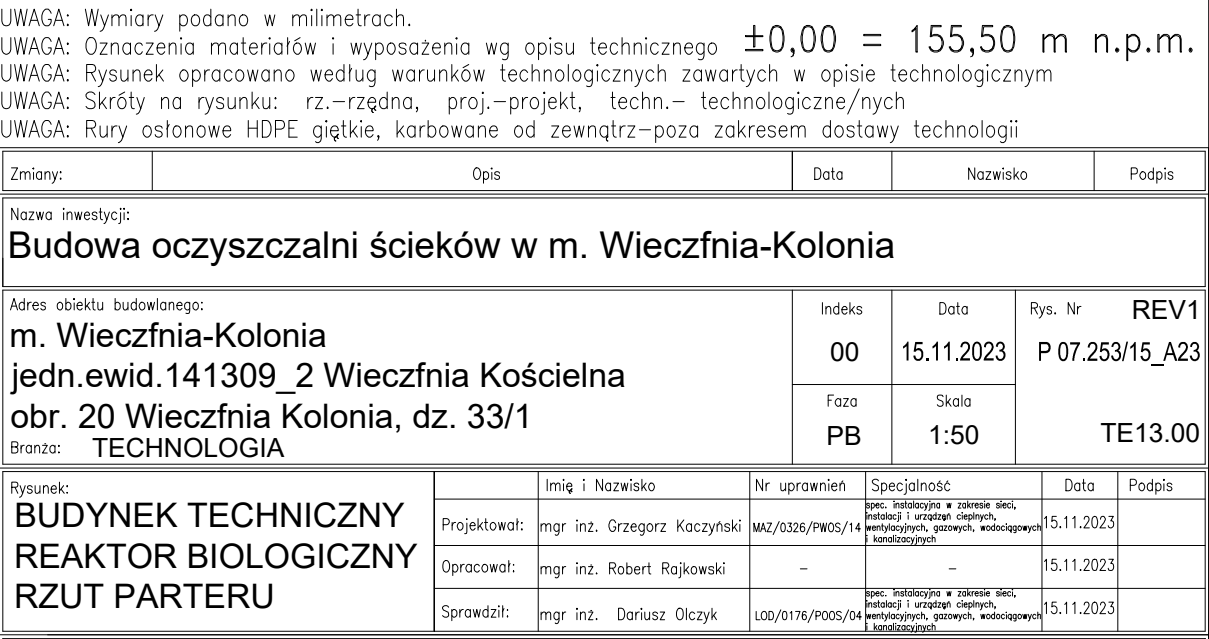 UWAGA: Wymiary podano w milimetrach.
UWAGA: Oznaczenia materiałów i wyposażenia wg opisu technicznego ±0,00 = 155,50 m n.p.m.
UWAGA: Rysunek opracowano według warunków technologicznych zawartych w opisie technologicznym
UWAGA: Skróty na rysunku: rz.-rzędna, proj.-projekt, techn.- technologiczne/nych
UWAGA: Rury osłonowe HDPE giętkie, karbowane od zewnątrz-poza zakresem dostawy technologii
Zmiany: Opis Data Nazwisko Podpis
Nazwa inwestycji:
Budowa oczyszczalni ścieków w m. Wieczfnia-Kolonia
Adres obiektu budowlanego:
m. Wieczfnia-Kolonia
jedn.ewid.141309_2 Wieczfnia Kościelna
obr. 20 Wieczfnia Kolonia, dz. 33/1
Branża: TECHNOLOGIA
Indeks Data Rys. Nr REV1
00 15.11.2023 P 07.253/15_A23
Faza Skala
PB 1:50 TE13.00
Rysunek:
BUDYNEK TECHNICZNY
REAKTOR BIOLOGICZNY
RZUT PARTERU
Imię i Nazwisko Nr uprawnień Specjalność Data Podpis
Projektował: mgr inż. Grzegorz Kaczyński MAZ/0326/PWOS/14
spec. instalacyjna w zakresie sieci,
instalacji i urządzeń cieplnych,
wentylacyjnych, gazowych, wodociągowych
i kanalizacyjnych
15.11.2023
Opracował: mgr inż. Robert Rajkowski - - 15.11.2023
Sprawdził: mgr inż. Dariusz Olczyk LOD/0176/POOS/04
spec. instalacyjna w zakresie sieci,
instalacji i urządzeń cieplnych,
wentylacyjnych, gazowych, wodociągowych
i kanalizacyjnych
15.11.2023